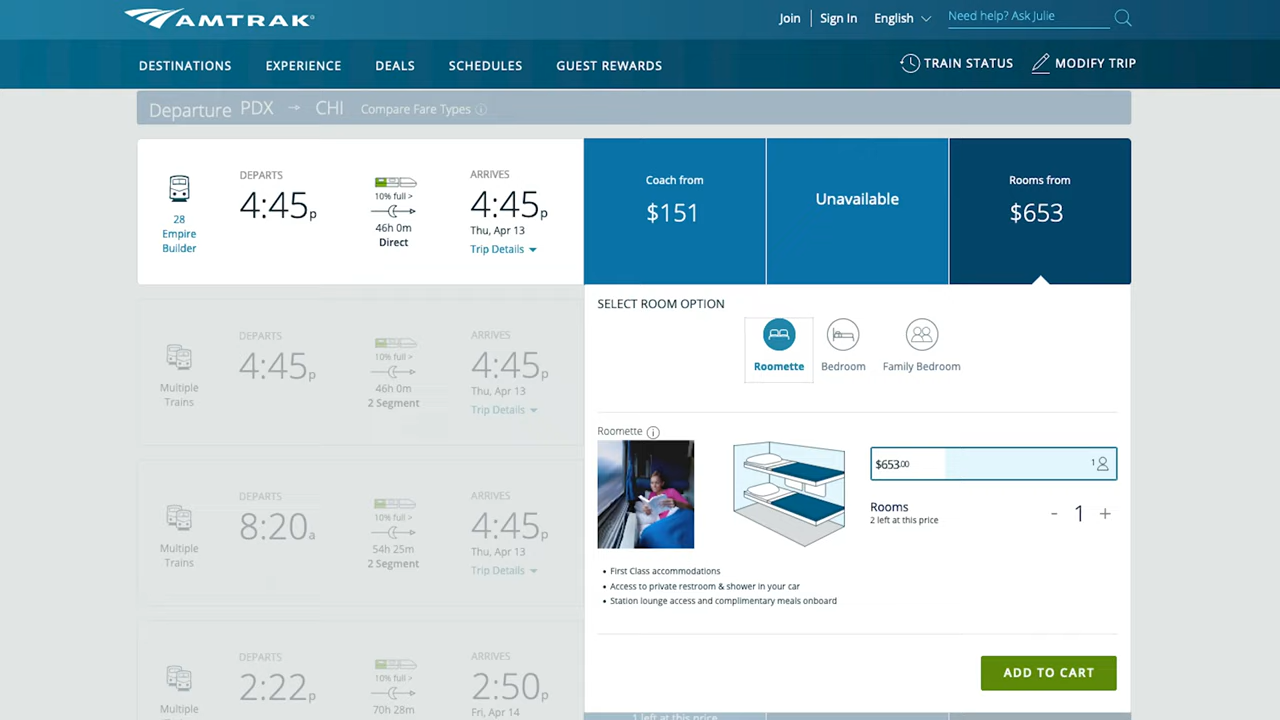 AMTRAK
Join
Sign In
English
Need help? Ask Julie
DESTINATIONS
EXPERIENCE
DEALS
SCHEDULES
GUEST REWARDS
TRAIN STATUS
MODIFY TRIP
Departure PDX → CHI Compare Fare Types
28
Empire
Builder
DEPARTS
4:45p
10% full >
46h 0m
Direct
ARRIVES
4:45p
Thu, Apr 13
Trip Details
Coach from
$151
Unavailable
Rooms from
$653
SELECT ROOM OPTION
Roomette
Bedroom
Family Bedroom
Roomette
$653.00
1
Rooms
2 left at this price
- 1 +
• First Class accommodations
• Access to private restroom & shower in your car
• Station lounge access and complimentary meals onboard
ADD TO CART
Multiple
Trains
DEPARTS
4:45p
10% full >
46h 0m
2 Segment
ARRIVES
4:45p
Thu, Apr 13
Trip Details
Multiple
Trains
DEPARTS
8:20a
10% full >
54h 25m
2 Segment
ARRIVES
4:45p
Thu, Apr 13
Trip Details
Multiple
DEPARTS
2:22p
10% full >
70h 28m
ARRIVES
2:50p
Fri, Apr 14
1 left at this price